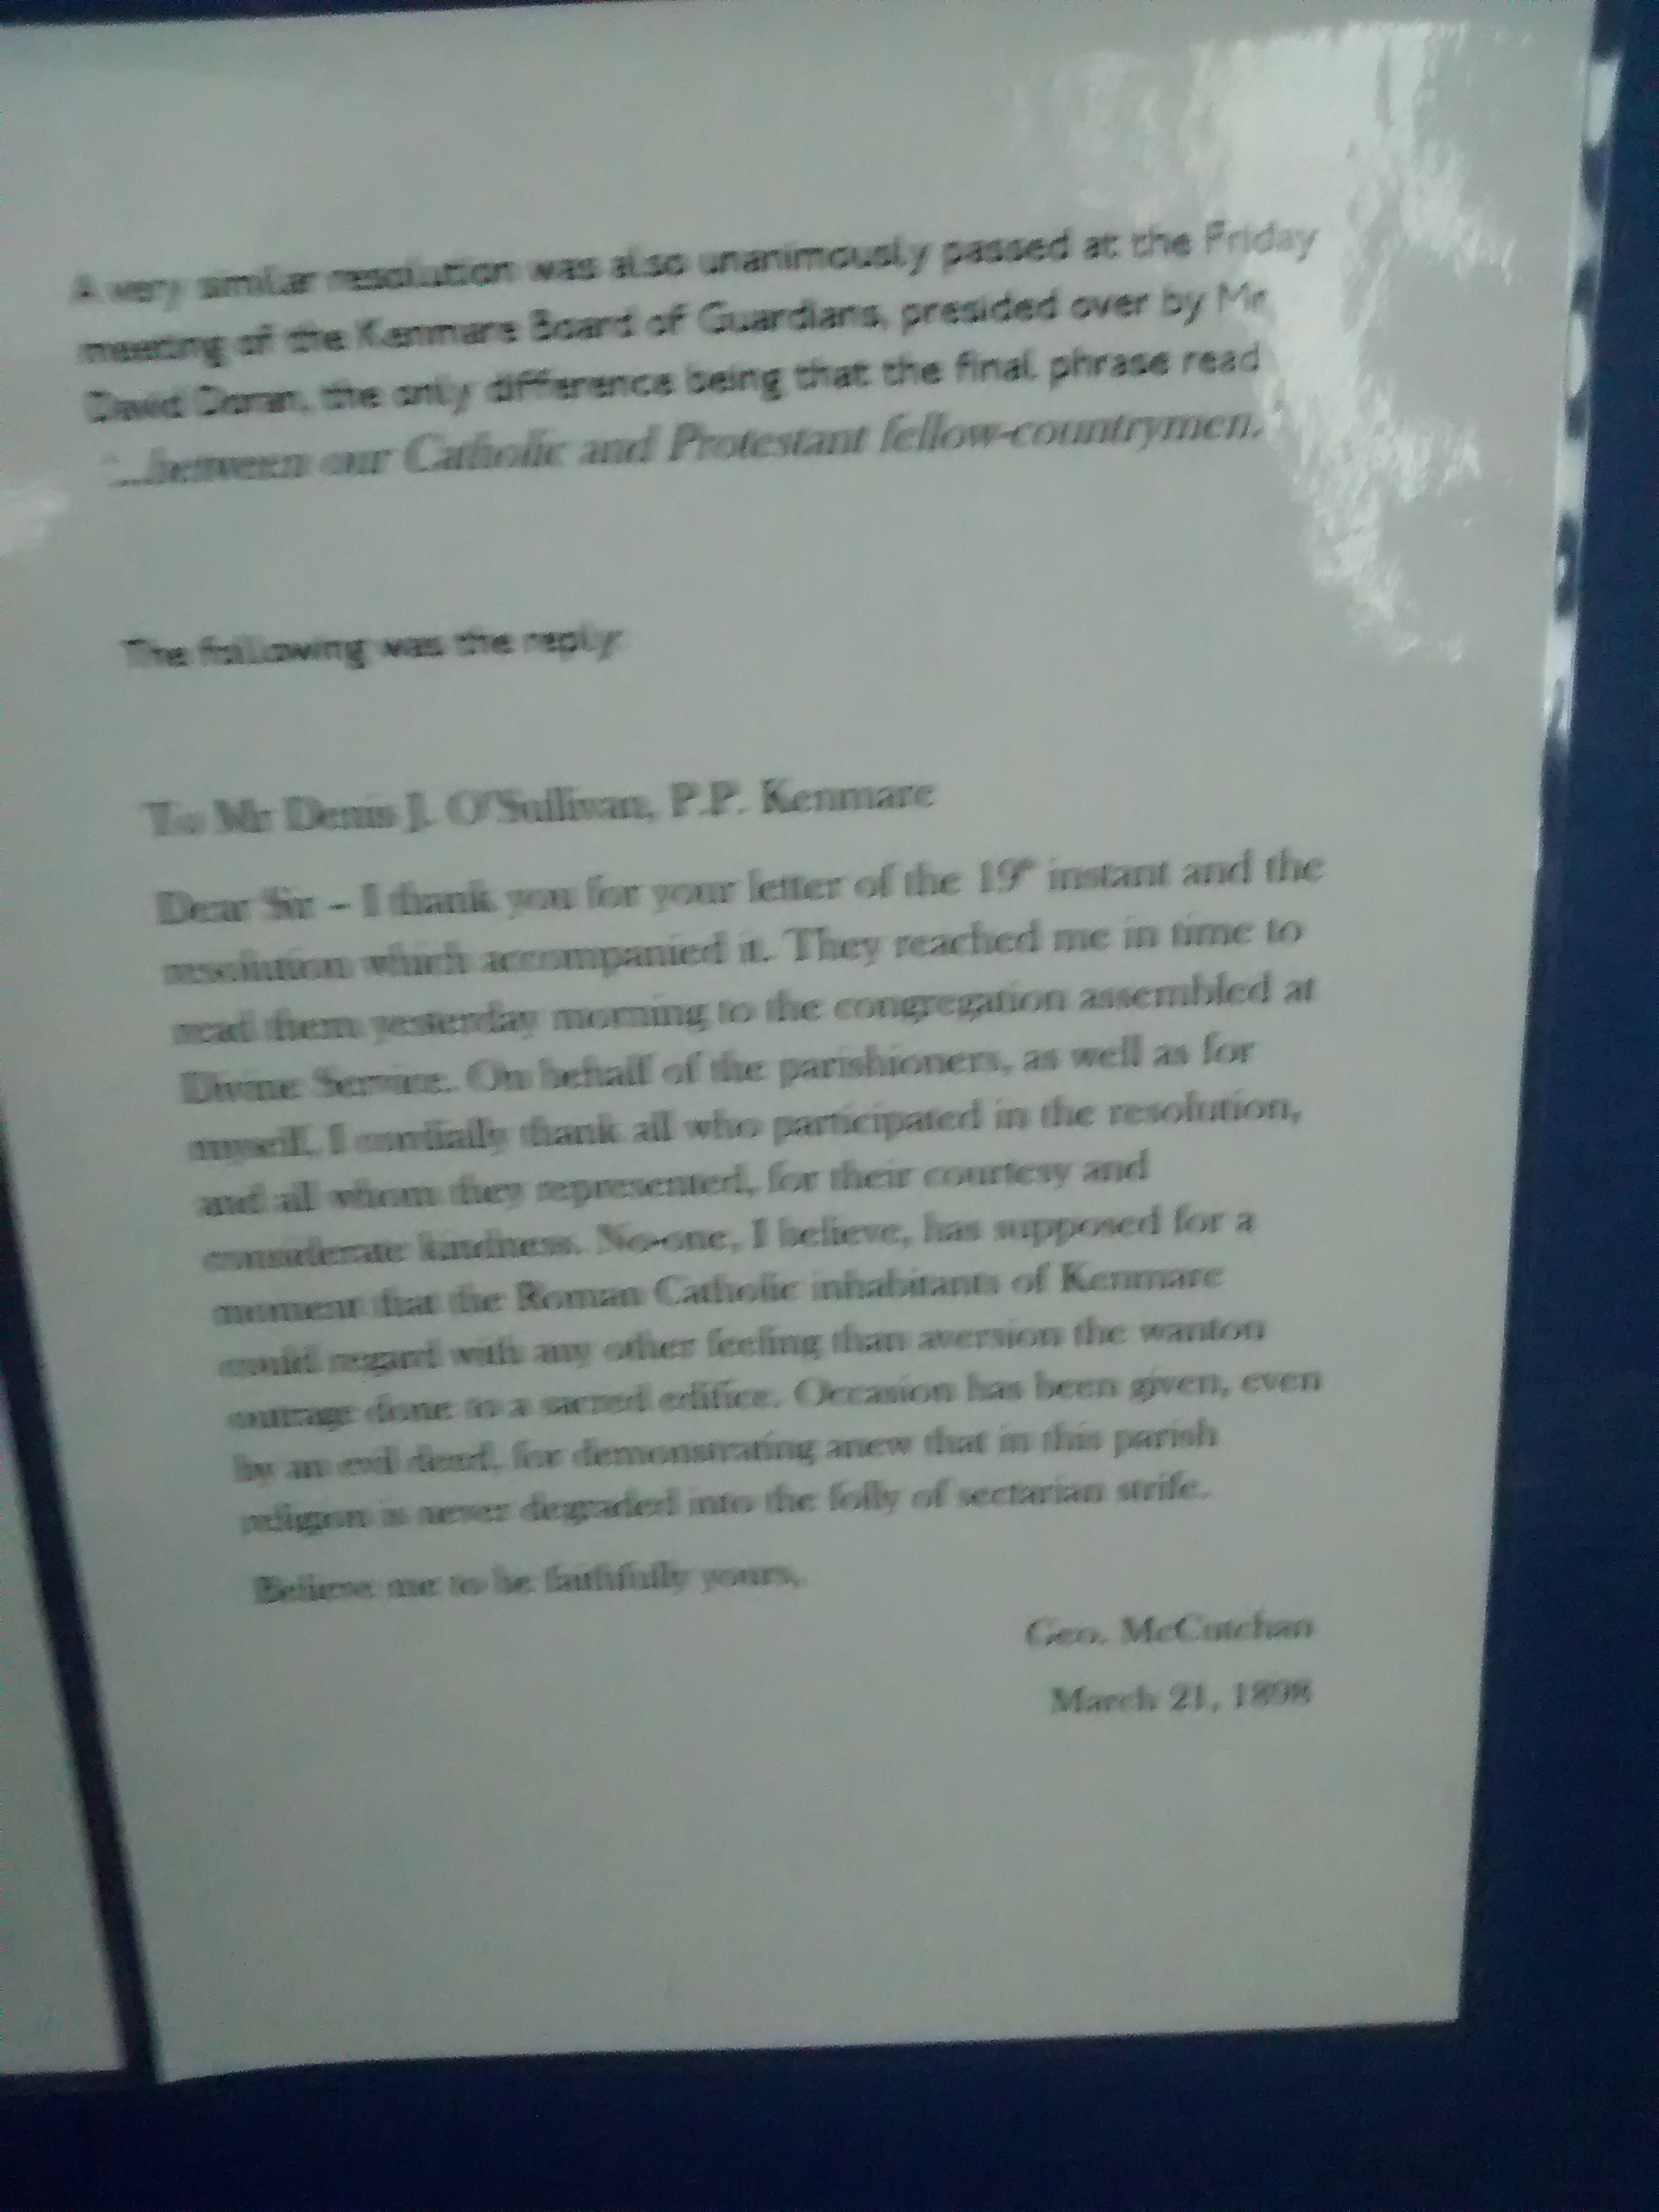 A very similar resolution was also unanimously passed at the Friday
meeting of the Kenmare Board of Guardians, presided over by Mr
David Doran, the only difference being that the final phrase read
'...between our Catholic and Protestant fellow-countrymen.'
The following was the reply:
To Mr Denis J. O'Sullivan, P.P. Kenmare
Dear Sir – I thank you for your letter of the 19th instant and the
resolution which accompanied it. They reached me in time to
read them yesterday morning to the congregation assembled at
Divine Service. On behalf of the parishioners, as well as for
myself, I cordially thank all who participated in the resolution,
and all whom they represented, for their courtesy and
considerate kindness. No-one, I believe, has supposed for a
moment that the Roman Catholic inhabitants of Kenmare
could regard with any other feeling than aversion the wanton
outrage done to a sacred edifice. Occasion has been given, even
by an evil deed, for demonstrating anew that in this parish
religion is never degraded into the folly of sectarian strife.
Believe me to be faithfully yours,
Geo. McCutchan
March 21, 1898